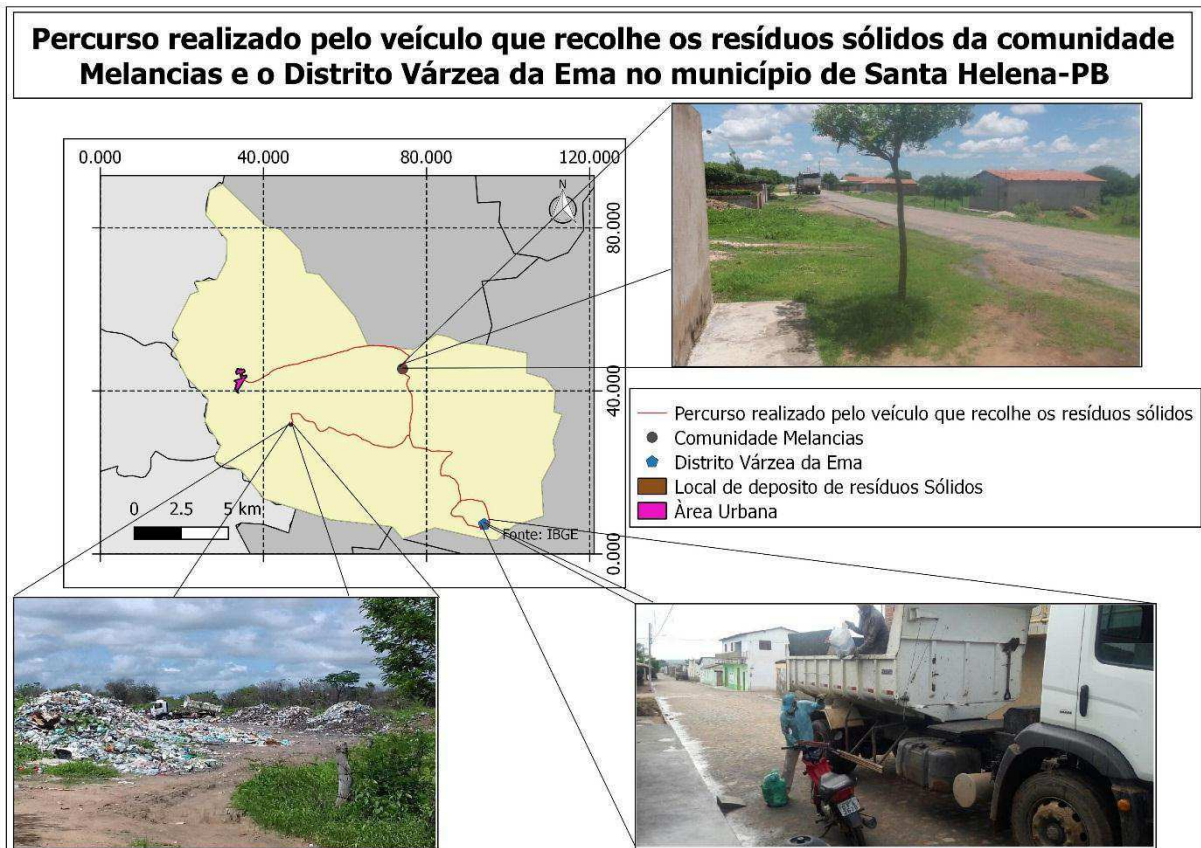 Percurso realizado pelo veículo que recolhe os resíduos sólidos da comunidade
Melancias e o Distrito Várzea da Ema no município de Santa Helena-PB
0.000 40.000 80.000 120.000
N
80.000
40.000
0.000
0 2.5 5 km
Fonte: IBGE
Percurso realizado pelo veículo que recolhe os resíduos sólidos
Comunidade Melancias
Distrito Várzea da Ema
Local de deposito de resíduos Sólidos
Àrea Urbana